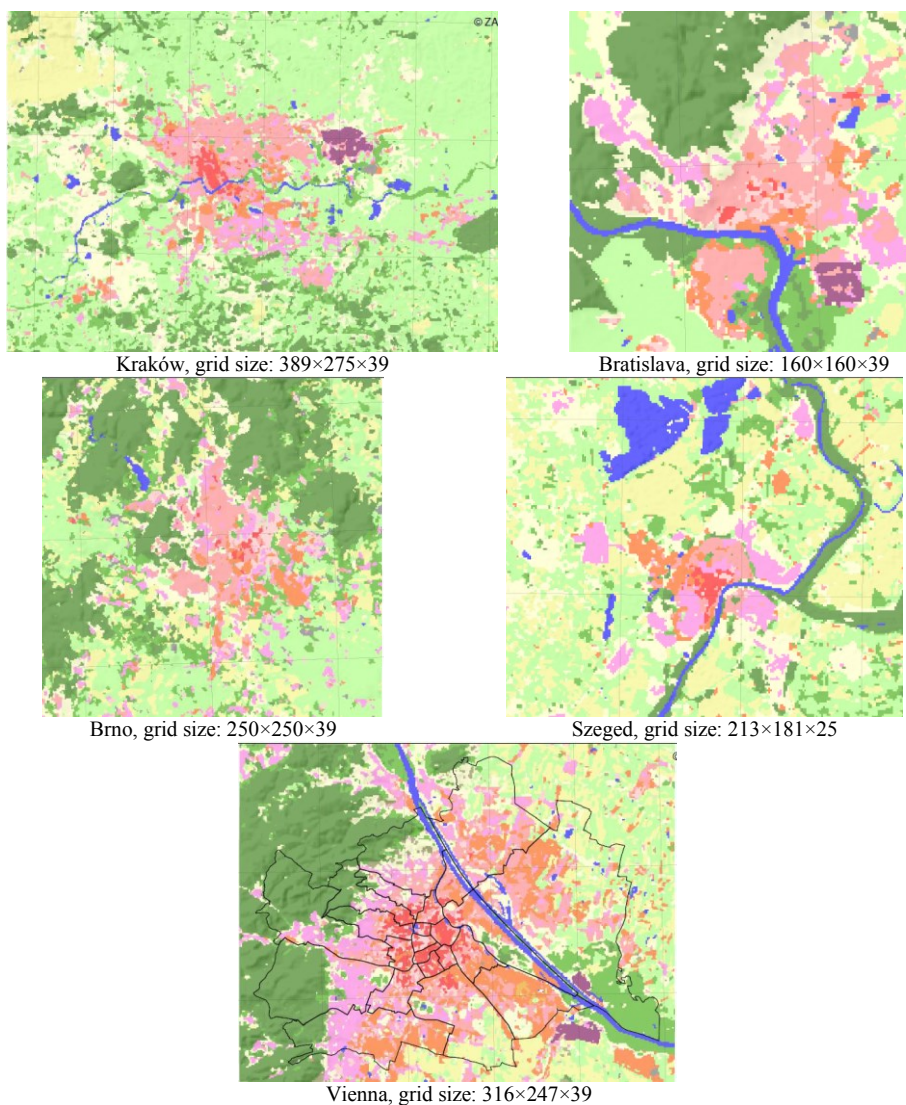 © ZA
Kraków, grid size: 389×275×39
Bratislava, grid size: 160×160×39
Brno, grid size: 250×250×39
Szeged, grid size: 213×181×25
Vienna, grid size: 316×247×39